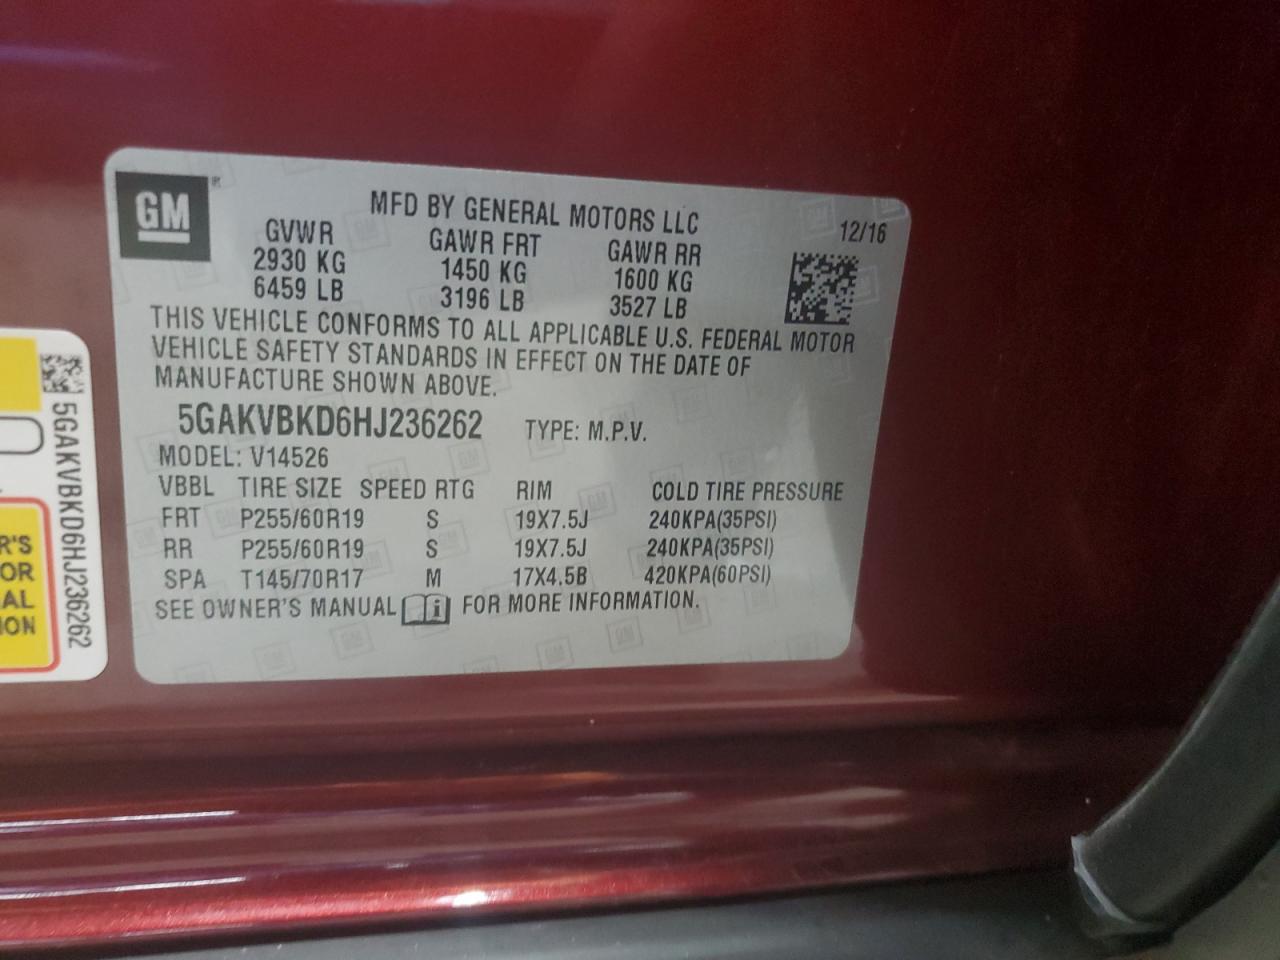 GM
MFD BY GENERAL MOTORS LLC
12/16
GVWR GAWR FRT GAWR RR
2930 KG 1450 KG 1600 KG
6459 LB 3196 LB 3527 LB
THIS VEHICLE CONFORMS TO ALL APPLICABLE U.S. FEDERAL MOTOR
VEHICLE SAFETY STANDARDS IN EFFECT ON THE DATE OF
MANUFACTURE SHOWN ABOVE.
5GAKVBKD6HJ236262 TYPE: M.P.V.
MODEL: V14526
VBBL TIRE SIZE SPEED RTG RIM COLD TIRE PRESSURE
FRT P255/60R19 S 19X7.5J 240KPA(35PSI)
RR P255/60R19 S 19X7.5J 240KPA(35PSI)
SPA T145/70R17 M 17X4.5B 420KPA(60PSI)
SEE OWNER'S MANUAL i FOR MORE INFORMATION.
5GAKVBKD6HJ236262
R'S
OR
AL
ION